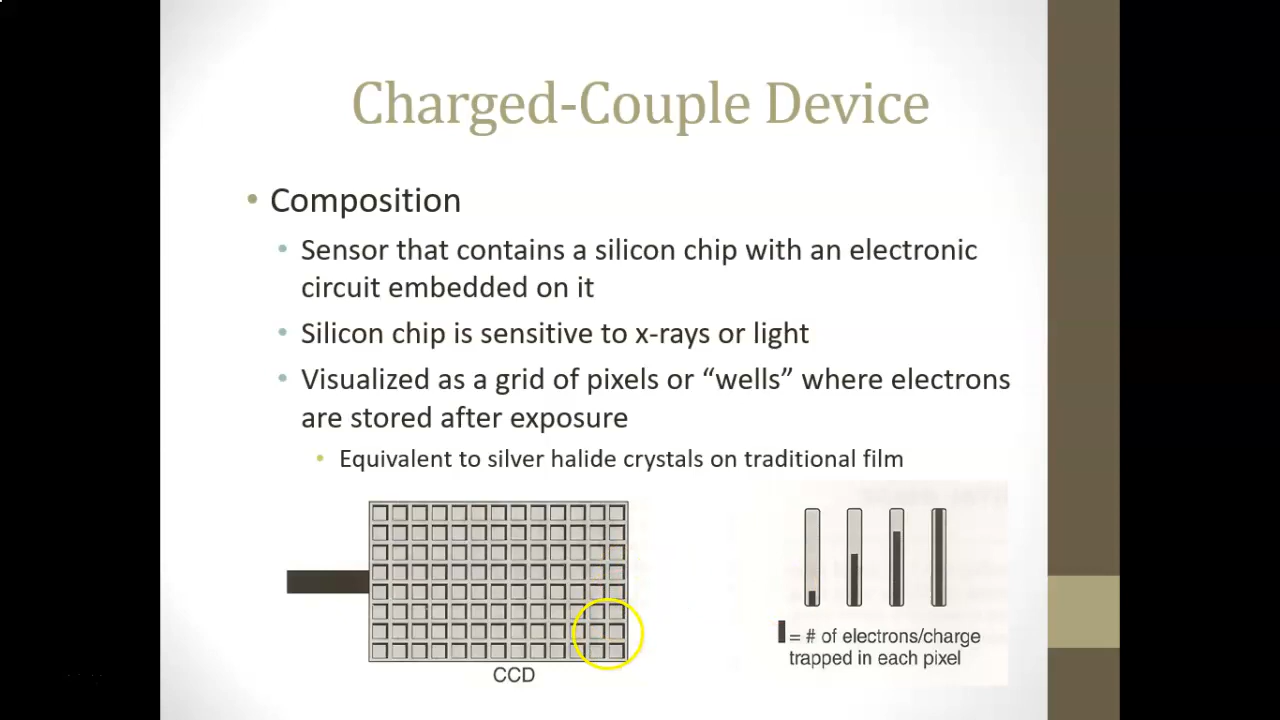 Charged-Couple Device
• Composition
• Sensor that contains a silicon chip with an electronic
circuit embedded on it
• Silicon chip is sensitive to x-rays or light
• Visualized as a grid of pixels or “wells” where electrons
are stored after exposure
• Equivalent to silver halide crystals on traditional film
CCD
= # of electrons/charge
trapped in each pixel